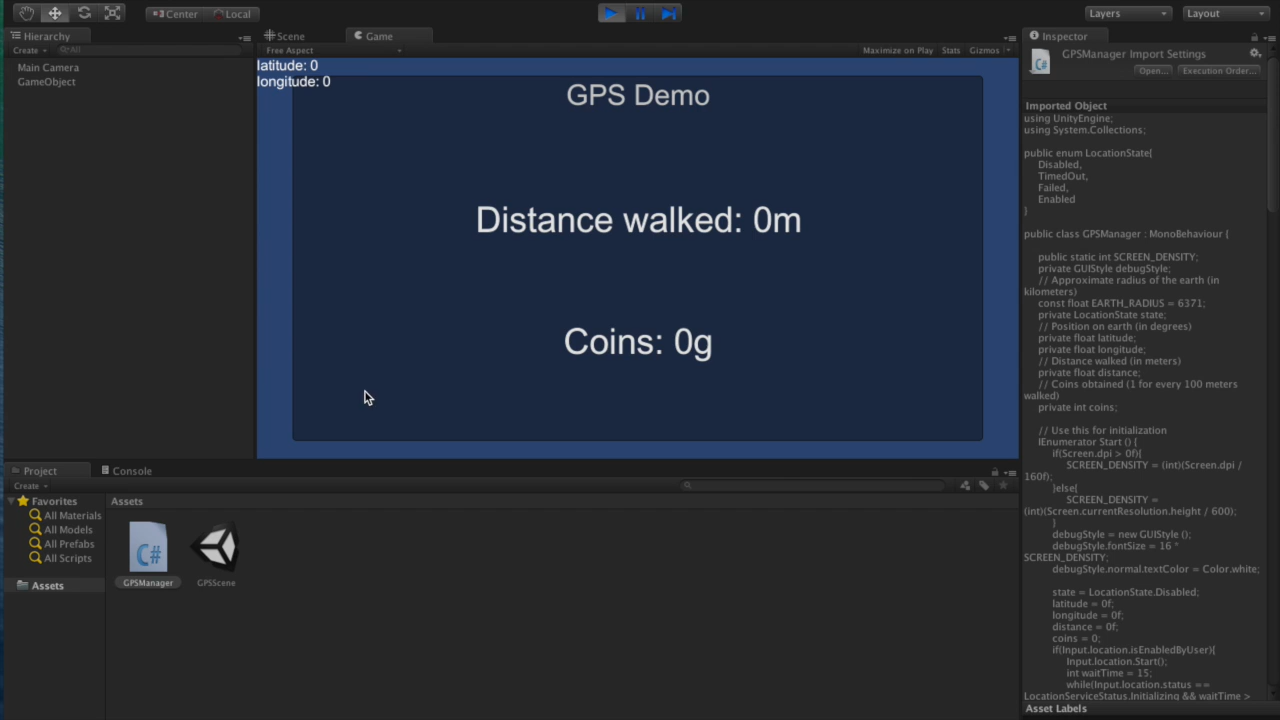 Center
Local
Layers
Layout
Hierarchy
Create
All
Main Camera
GameObject
Scene
Game
Free Aspect
Maximize on Play
Stats
Gizmos
latitude: 0
longitude: 0
GPS Demo
Distance walked: 0m
Coins: 0g
Project
Console
Create
Favorites
All Materials
All Models
All Prefabs
All Scripts
Assets
Assets
C#
GPSManager
GPSScene
Inspector
C#
GPSManager Import Settings
Open...
Execution Order...
Imported Object
using UnityEngine;
using System.Collections;
public enum LocationState{
Disabled,
TimedOut,
Failed,
Enabled
}
public class GPSManager : MonoBehaviour {
public static int SCREEN_DENSITY;
private GUIStyle debugStyle;
// Approximate radius of the earth (in
kilometers)
const float EARTH_RADIUS = 6371;
private LocationState state;
// Position on earth (in degrees)
private float latitude;
private float longitude;
// Distance walked (in meters)
private float distance;
// Coins obtained (1 for every 100 meters
walked)
private int coins;
// Use this for initialization
IEnumerator Start () {
if(Screen.dpi > 0f){
SCREEN_DENSITY = (int)(Screen.dpi /
160f);
}else{
SCREEN_DENSITY =
(int)(Screen.currentResolution.height / 600);
}
debugStyle = new GUIStyle ();
debugStyle.fontSize = 16 *
SCREEN_DENSITY;
debugStyle.normal.textColor = Color.white;
state = LocationState.Disabled;
latitude = 0f;
longitude = 0f;
distance = 0f;
coins = 0;
if(Input.location.isEnabledByUser){
Input.location.Start();
int waitTime = 15;
while(Input.location.status ==
LocationServiceStatus.Initializing && waitTime >
Asset Labels